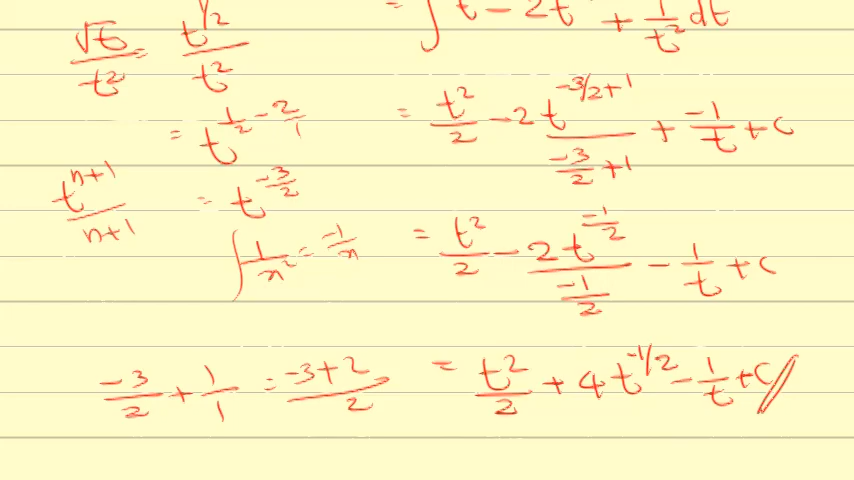 √t/t² = t^1/2/t²
= ∫ t - 2t + 1/t² dt
= t^(1/2 - 2/1)
= t²/2 - 2 t^(-3/2+1)/(-3/2+1) + -1/t + C
t^(n+1)/(n+1)
= t^(-3/2)
∫ 1/x² = -1/x
= t²/2 - 2t^(-1/2)/(-1/2) - 1/t + C
-3/2 + 1/1 = (-3+2)/2
= t²/2 + 4t^(-1/2) - 1/t + C //